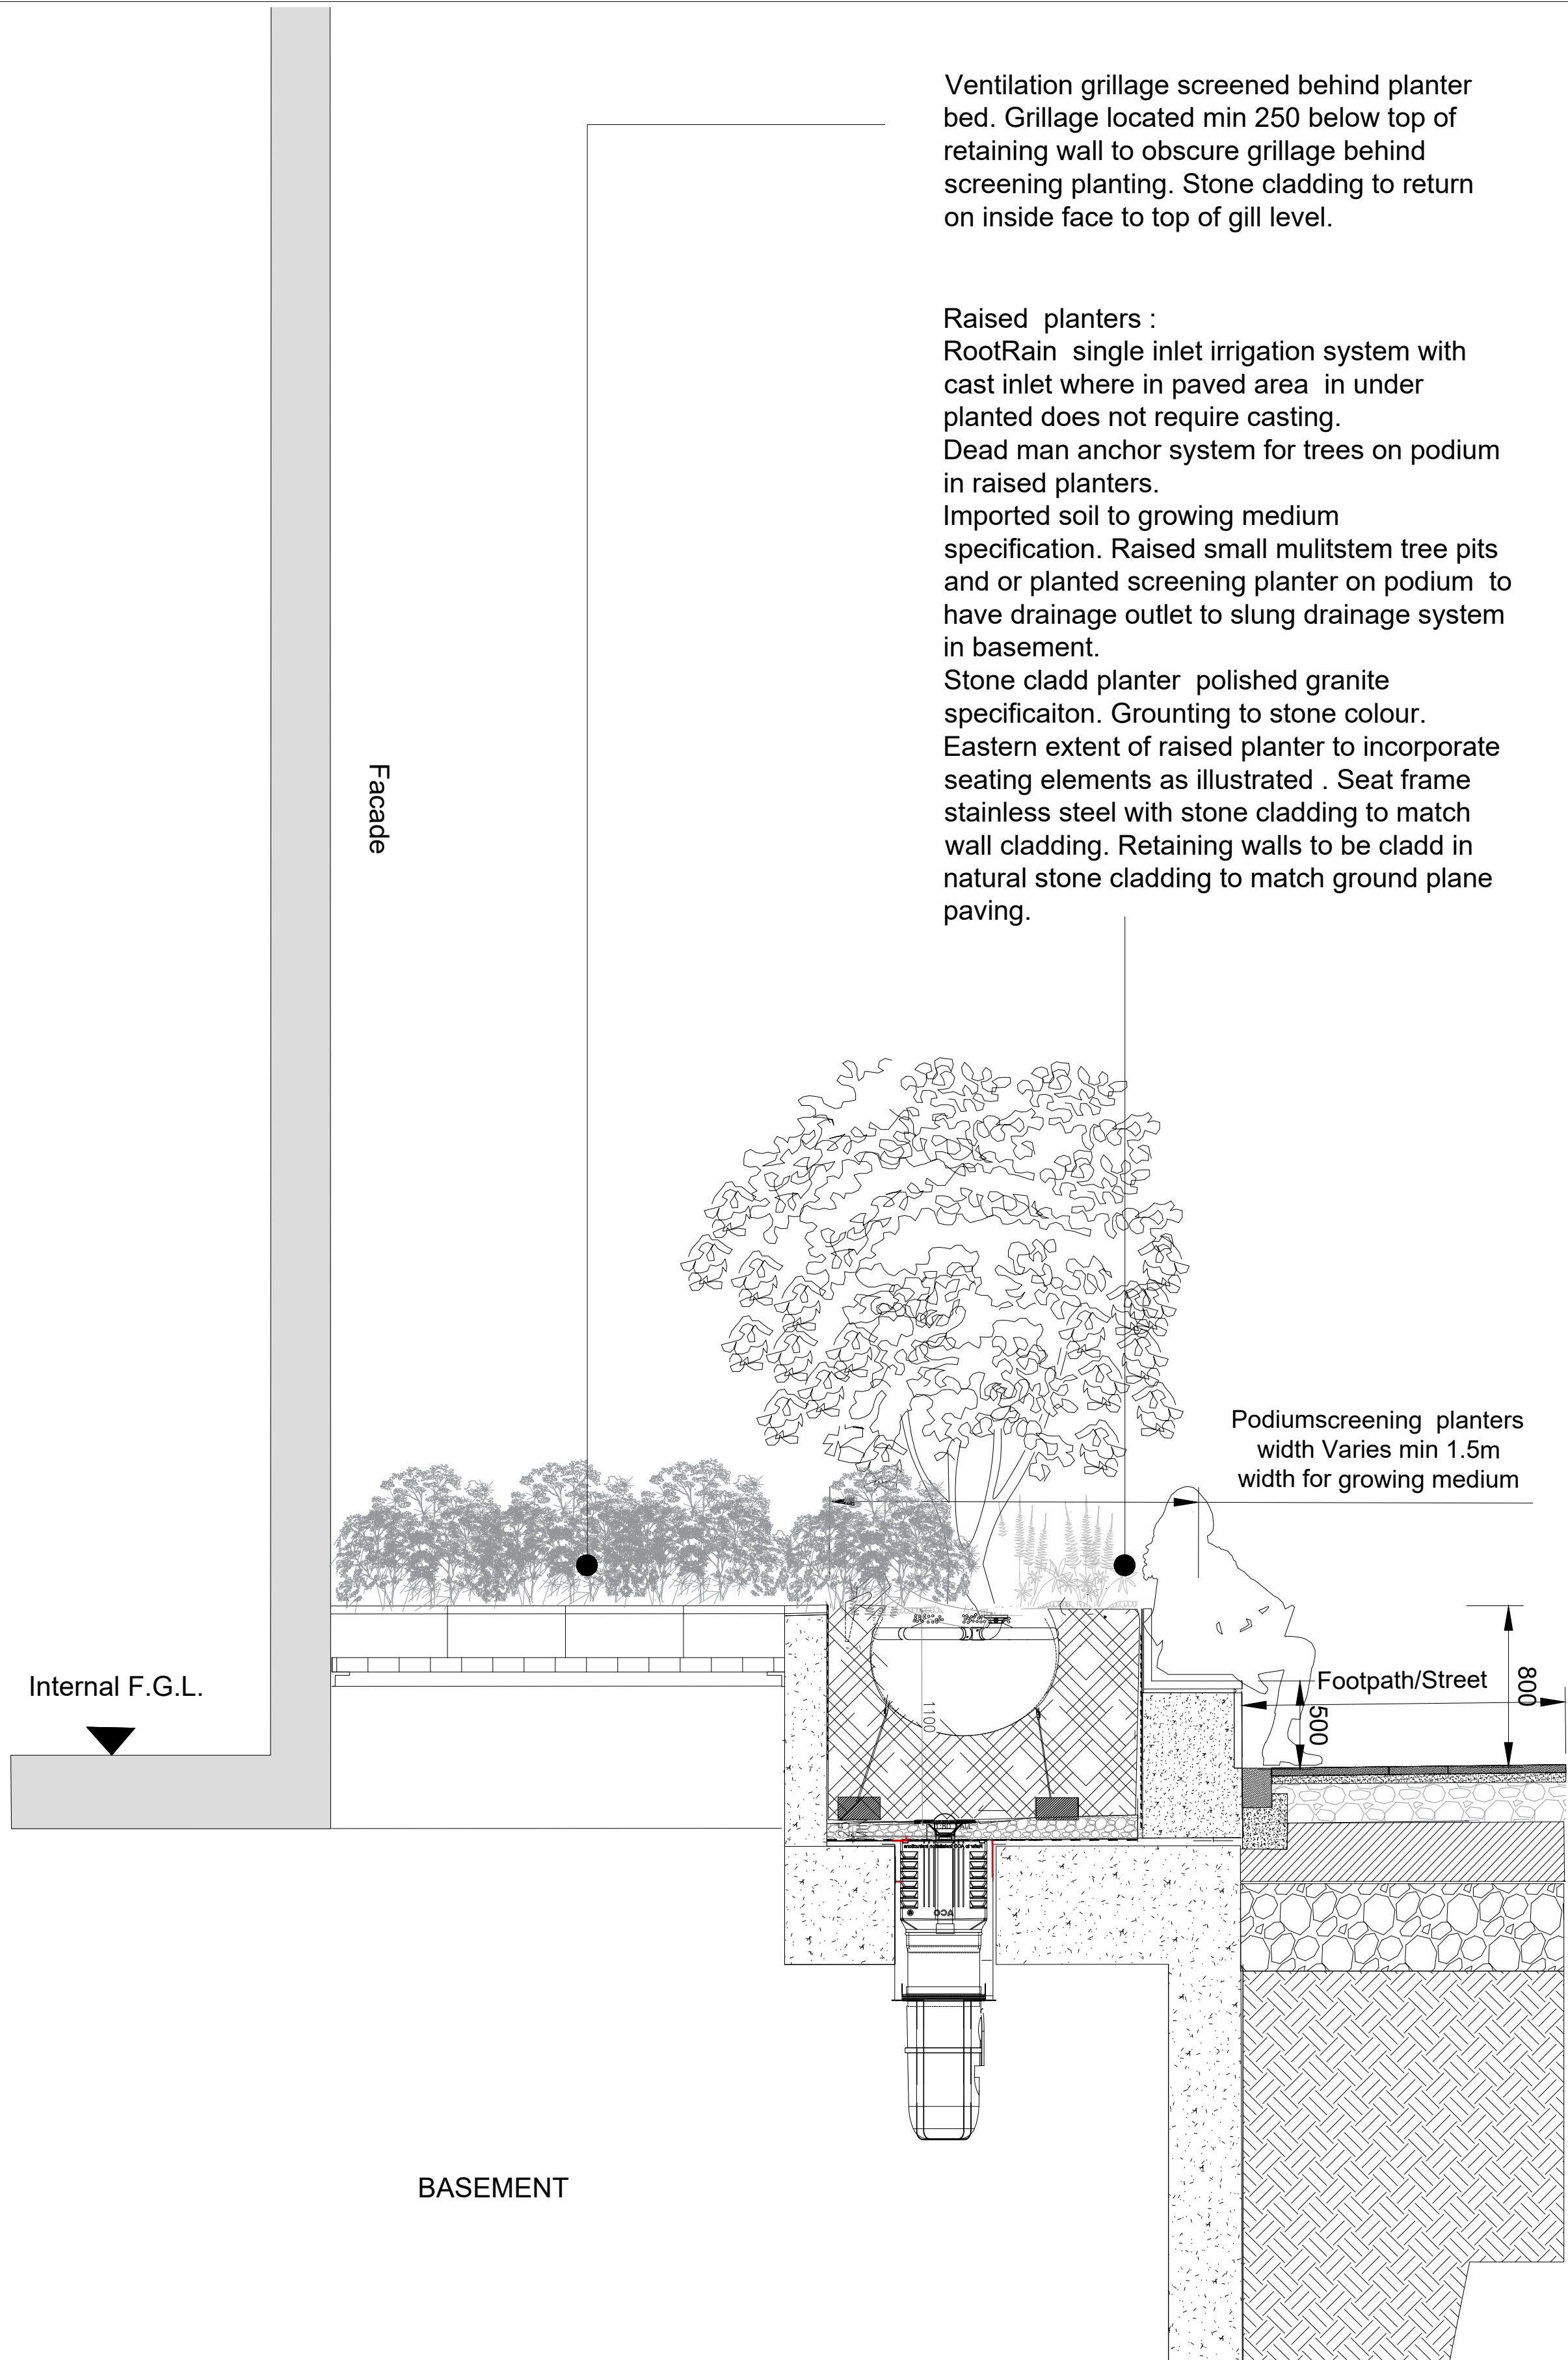 Ventilation grillage screened behind planter
bed. Grillage located min 250 below top of
retaining wall to obscure grillage behind
screening planting. Stone cladding to return
on inside face to top of gill level.
Raised planters :
RootRain single inlet irrigation system with
cast inlet where in paved area in under
planted does not require casting.
Dead man anchor system for trees on podium
in raised planters.
Imported soil to growing medium
specification. Raised small mulitstem tree pits
and or planted screening planter on podium to
have drainage outlet to slung drainage system
in basement.
Stone cladd planter polished granite
specificaiton. Grounting to stone colour.
Eastern extent of raised planter to incorporate
seating elements as illustrated . Seat frame
stainless steel with stone cladding to match
wall cladding. Retaining walls to be cladd in
natural stone cladding to match ground plane
paving.
Facade
Podiumscreening planters
width Varies min 1.5m
width for growing medium
Internal F.G.L.
Footpath/Street
800
500
1100
ACO
BASEMENT